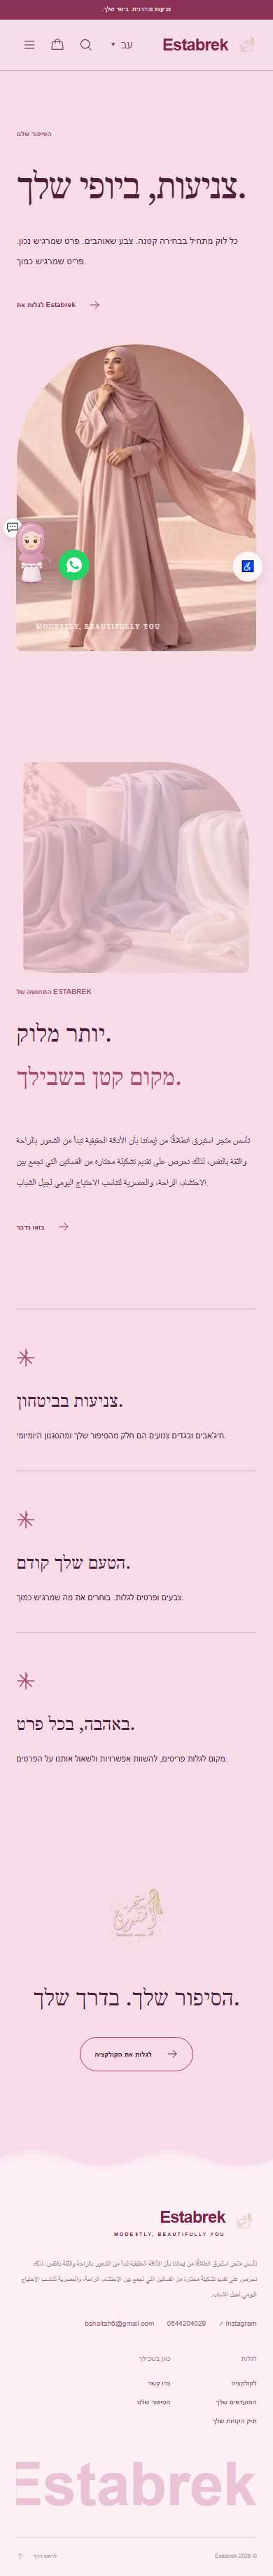 צניעות מודרנית. ביופי שלך.
Estabrek
עב
הסיפור שלנו
צניעות, ביופי שלך.
כל לוק מתחיל בבחירה קטנה. צבע שאוהבים. פרט שמרגיש נכון.
פריט שמרגיש כמוך.
לגלות את Estabrek
MODESTLY, BEAUTIFULLY YOU
התחושה של ESTABREK
יותר מלוק.
מקום קטן בשבילך.
تأسس متجر استبرق انطلاقًا من إيماننا بأن الأناقة الحقيقية تبدأ من الشعور بالراحة
والثقة بالنفس، لذلك نحرص على تقديم تشكيلة مختارة من الفساتين التي تجمع بين
الاحتشام، الراحة، والعصرية لتناسب الاحتياج اليومي لجيل الشباب.
בואו נדבר
צניעות בביטחון.
חיג'אבים ובגדים צנועים הם חלק מהסיפור שלך ומהסגנון היומיומי.
הטעם שלך קודם.
צבעים ופרטים לגלות. בוחרים את מה שמרגיש כמוך.
באהבה, בכל פרט.
מקום לגלות פריטים, להשוות אפשרויות ולשאול אותנו על הפרטים.
הסיפור שלך. בדרך שלך.
לגלות את הקולקציה
Estabrek
MODESTLY, BEAUTIFULLY YOU
تأسس متجر استبرق انطلاقًا من إيماننا بأن الأناقة الحقيقية تبدأ من الشعور بالراحة والثقة بالنفس، لذلك
نحرص على تقديم تشكيلة مختارة من الفساتين التي تجمع بين الاحتشام، الراحة، والعصرية لتناسب الاحتياج
اليومي لجيل الشباب.
Instagram ↗ 0544204029 bshaltah6@gmail.com
לגלות
לקולקציה
המועדפים שלך
תיק הקניות שלך
כאן בשבילך
צרו קשר
הסיפור שלנו
Estabrek
© 2026 Estabrek
לראש הדף